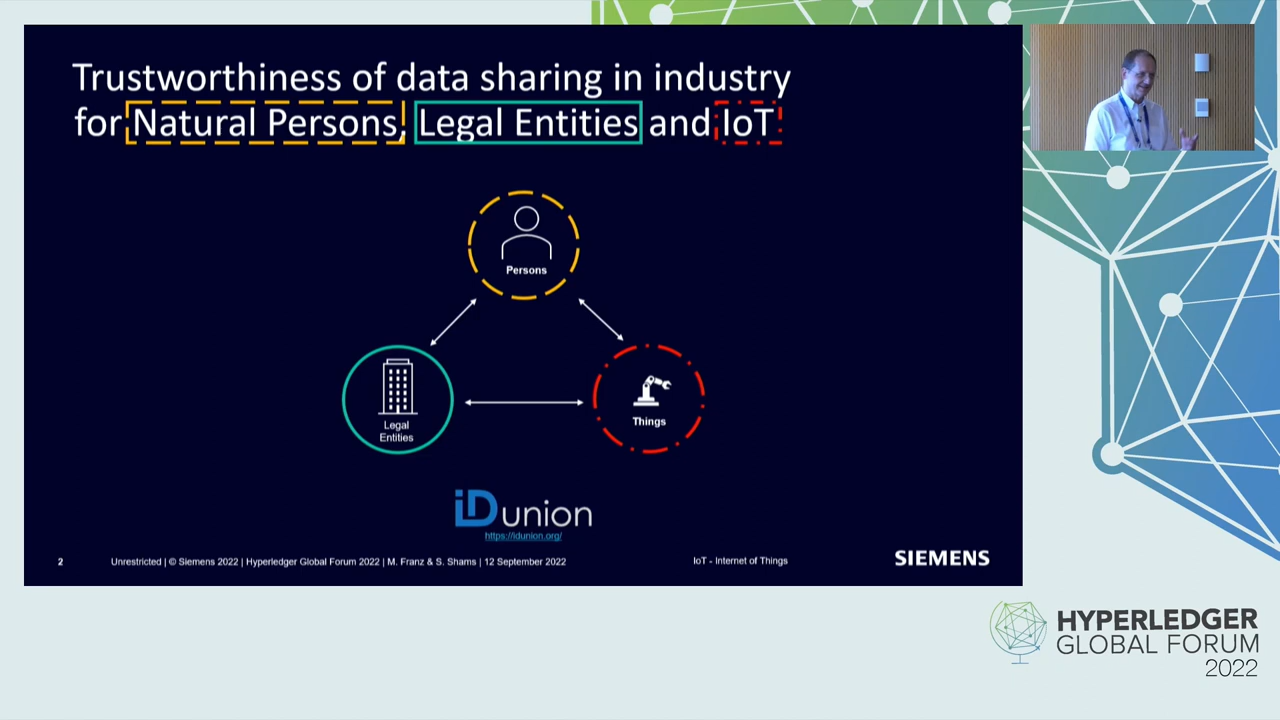 Trustworthiness of data sharing in industry
for Natural Persons, Legal Entities and IoT
Persons
Legal
Entities
Things
iDunion
https://idunion.org/
2
Unrestricted | © Siemens 2022 | Hyperledger Global Forum 2022 | M. Franz & S. Shams | 12 September 2022
IoT - Internet of Things
SIEMENS
HYPERLEDGER
GLOBAL FORUM
2022